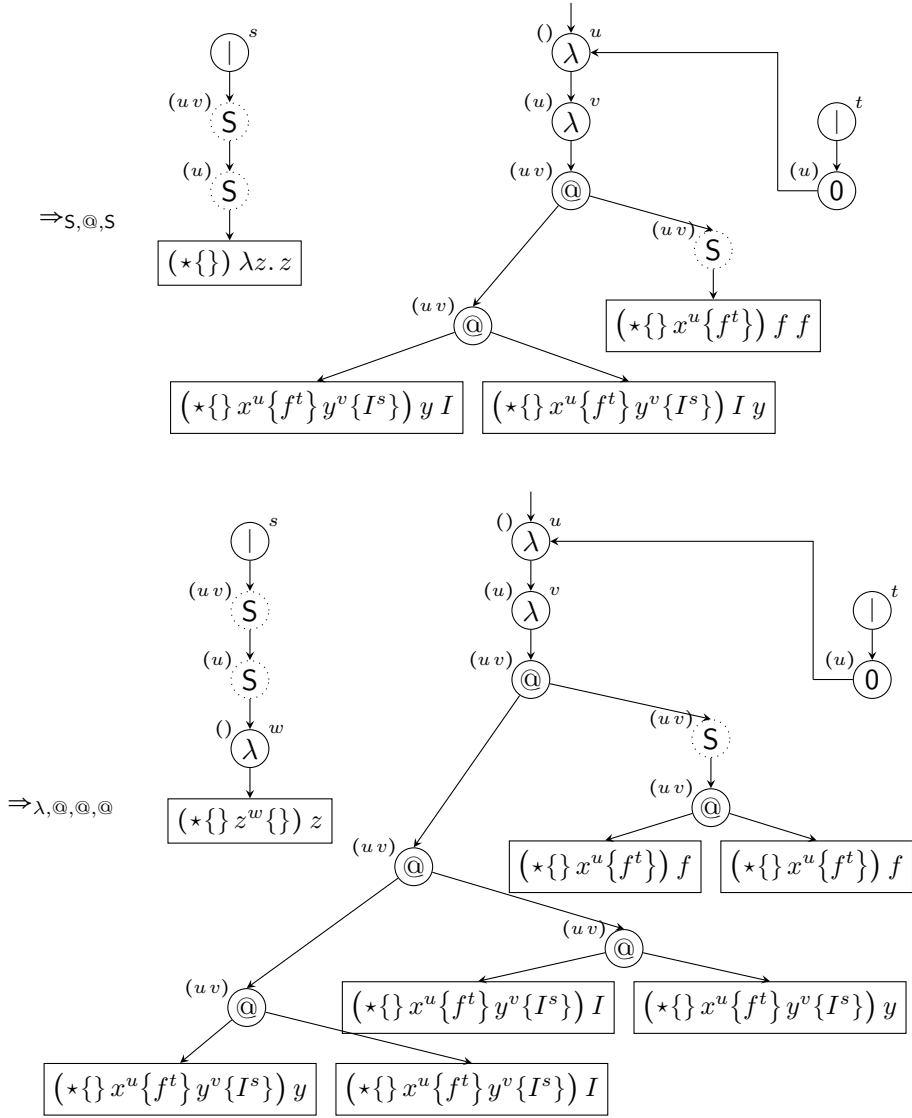 s
|
() λ u
(u v) S
(u) λ v
| t
(u) S
(u v) @
(u) 0
⇒S,@,S
(u v) S
(⋆{}) λz. z
(u v) @
(⋆{} x^u{f^t}) f f
(⋆{} x^u{f^t} y^v{I^s}) y I
(⋆{} x^u{f^t} y^v{I^s}) I y
s
|
() λ u
(u v) S
(u) λ v
| t
(u) S
(u v) @
(u) 0
() λ w
(u v) S
⇒λ,@,@,@
(⋆{} z^w{}) z
(u v) @
(u v) @
(⋆{} x^u{f^t}) f
(⋆{} x^u{f^t}) f
(u v) @
(u v) @
(⋆{} x^u{f^t} y^v{I^s}) I
(⋆{} x^u{f^t} y^v{I^s}) y
(⋆{} x^u{f^t} y^v{I^s}) y
(⋆{} x^u{f^t} y^v{I^s}) I